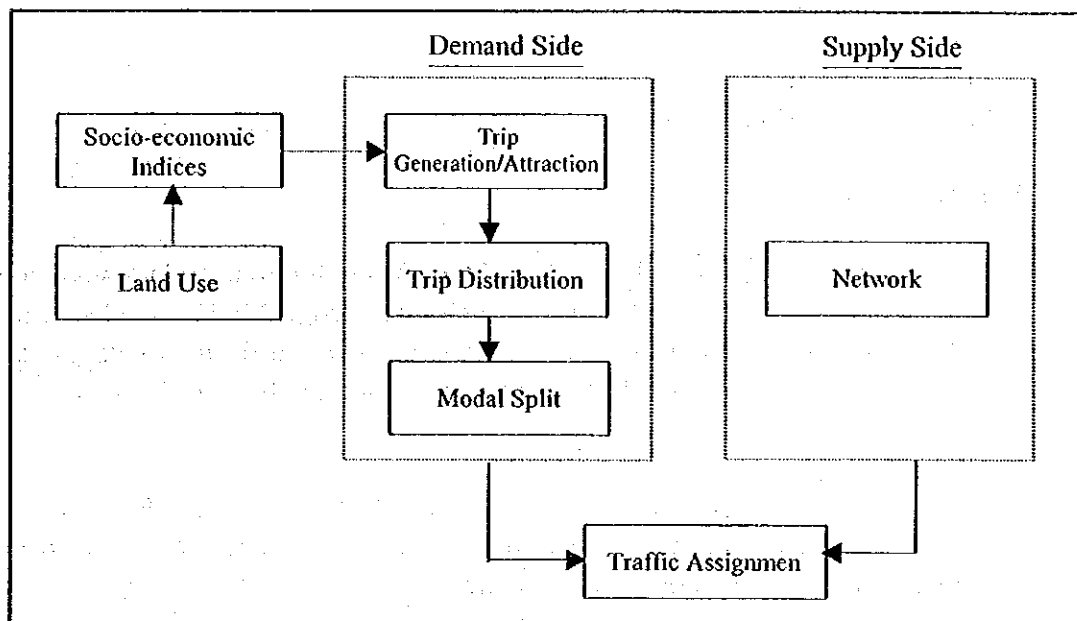 Demand Side
Supply Side
Socio-economic
Indices
Trip
Generation/Attraction
Land Use
Trip Distribution
Network
Modal Split
Traffic Assignmen